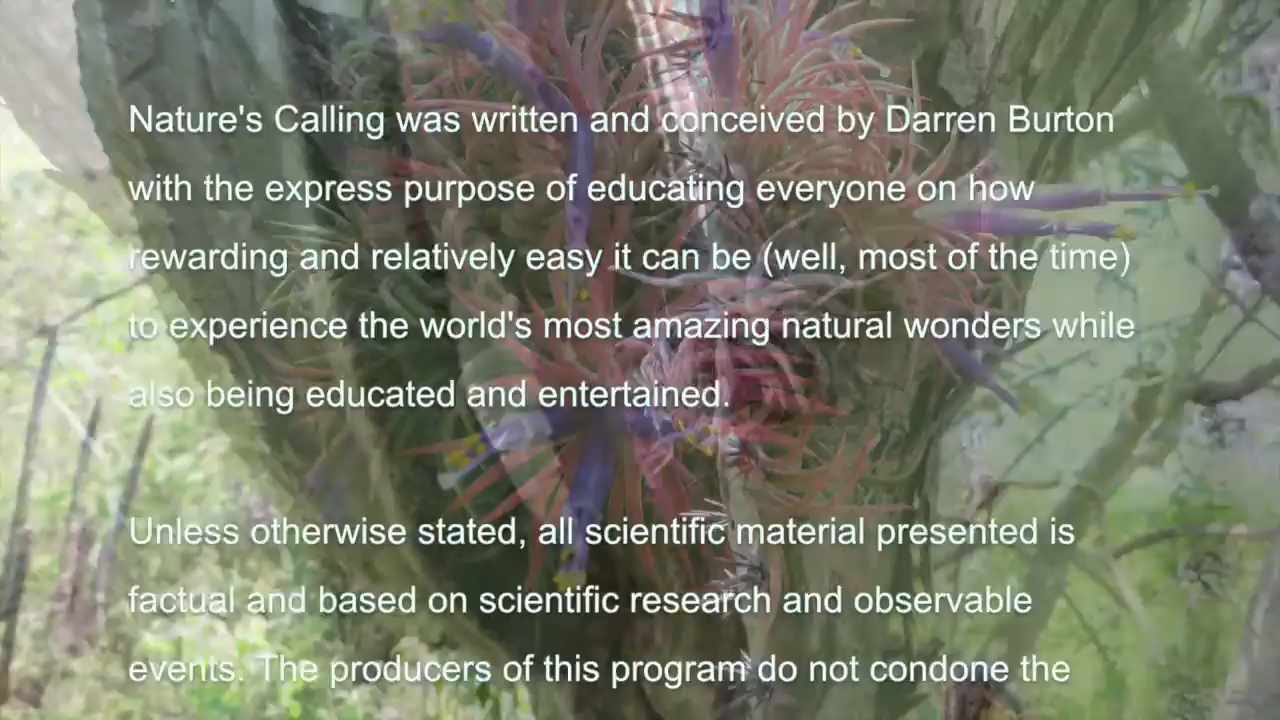 Nature's Calling was written and conceived by Darren Burton
with the express purpose of educating everyone on how
rewarding and relatively easy it can be (well, most of the time)
to experience the world's most amazing natural wonders while
also being educated and entertained.
Unless otherwise stated, all scientific material presented is
factual and based on scientific research and observable
events. The producers of this program do not condone the